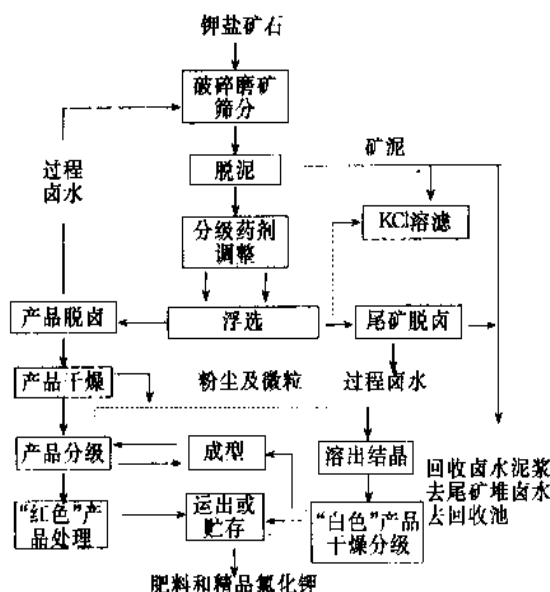 钾盐矿石
破碎磨矿
筛分
矿泥
过程
卤水
脱泥
KCl溶滤
分级药剂
调整
产品脱卤
浮选
尾矿脱卤
产品干燥
粉尘及微粒
过程卤水
产品分级
成型
溶出结晶
回收卤水泥浆
去尾矿堆卤水
去回收池
“红色”产
品处理
运出或
贮存
“白色”产品
干燥分级
肥料和精品氯化钾